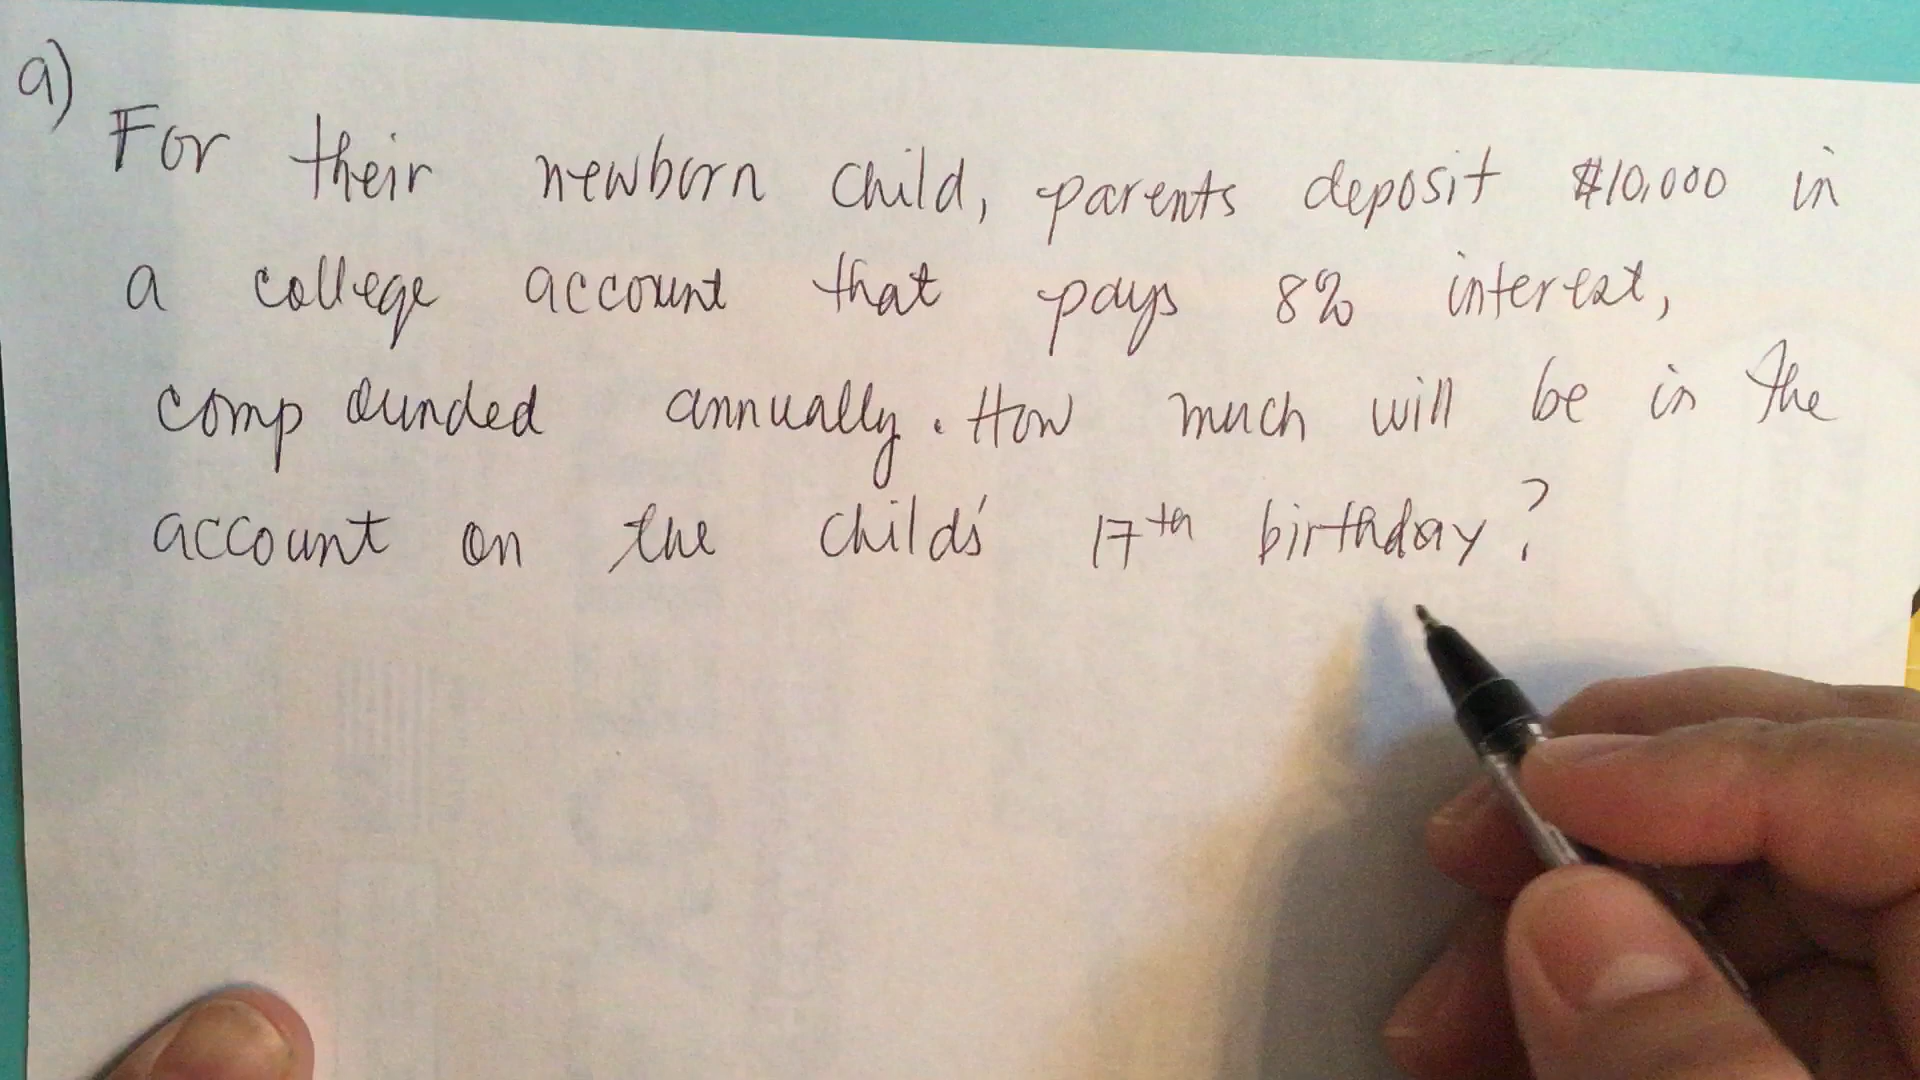 a)
For their newborn child, parents deposit $10,000 in
a college account that pays 8% interest,
compounded annually. How much will be in the
account on the child's 17th birthday?